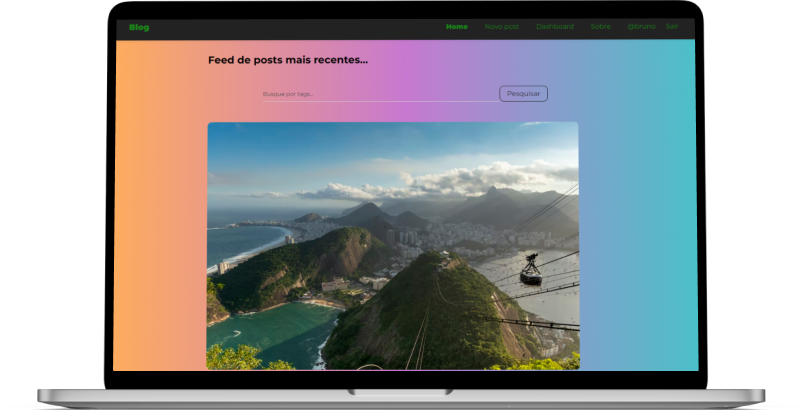 Blog
Home Novo post Dashboard Sobre @bruno Sair
Feed de posts mais recentes...
Busque por tags...
Pesquisar